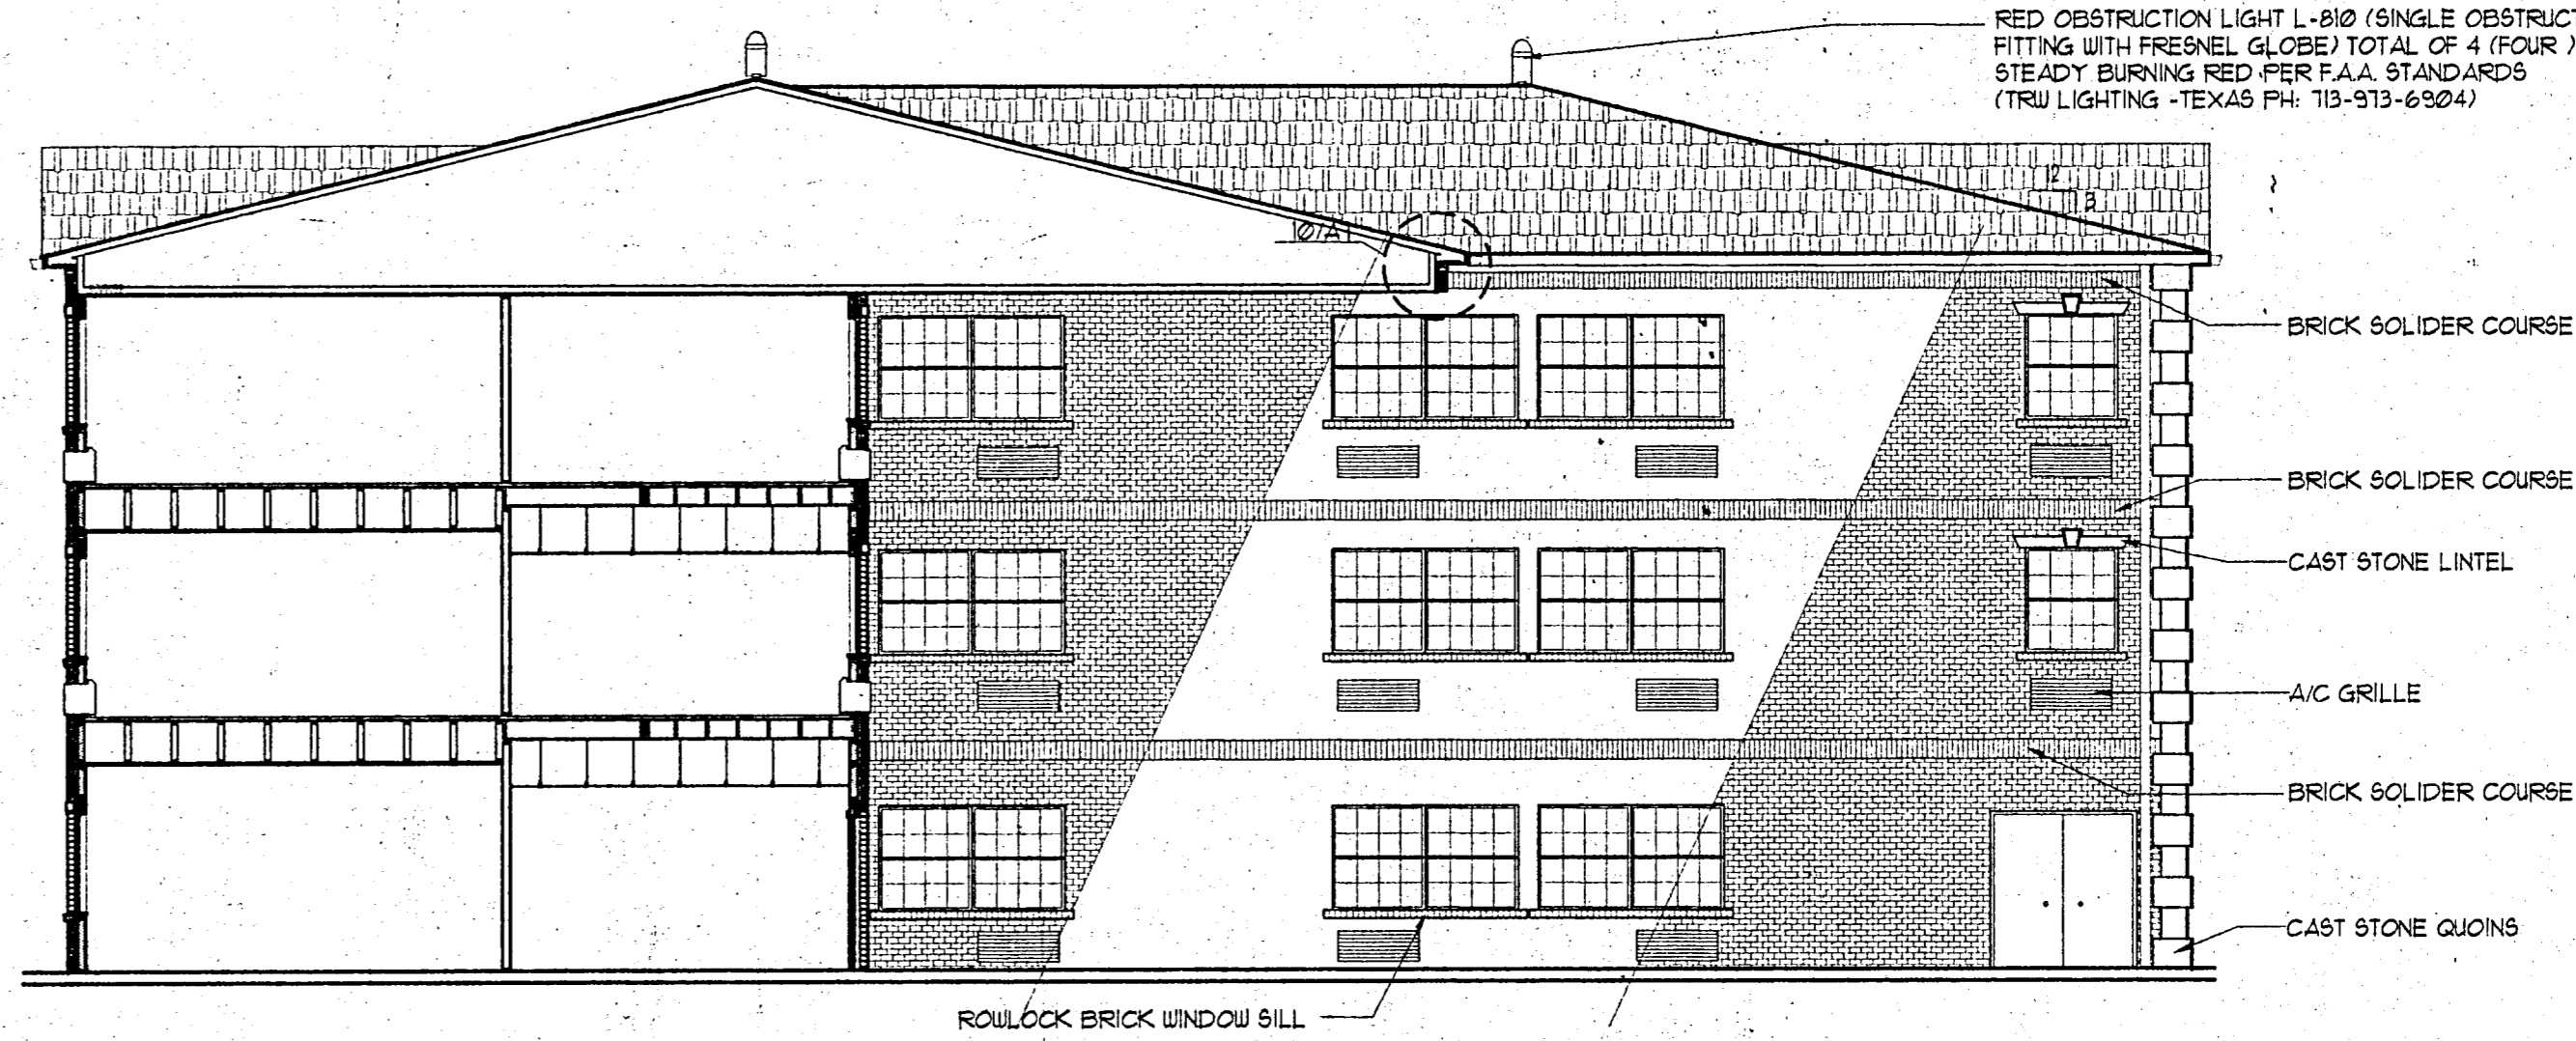 RED OBSTRUCTION LIGHT L-810 (SINGLE OBSTRUCT
FITTING WITH FRESNEL GLOBE) TOTAL OF 4 (FOUR )
STEADY BURNING RED PER F.A.A. STANDARDS
(TRW LIGHTING -TEXAS PH: 713-973-6904)
12
3
10/A
BRICK SOLIDER COURSE
BRICK SOLIDER COURSE
CAST STONE LINTEL
A/C GRILLE
BRICK SOLIDER COURSE
CAST STONE QUOINS
ROWLOCK BRICK WINDOW SILL